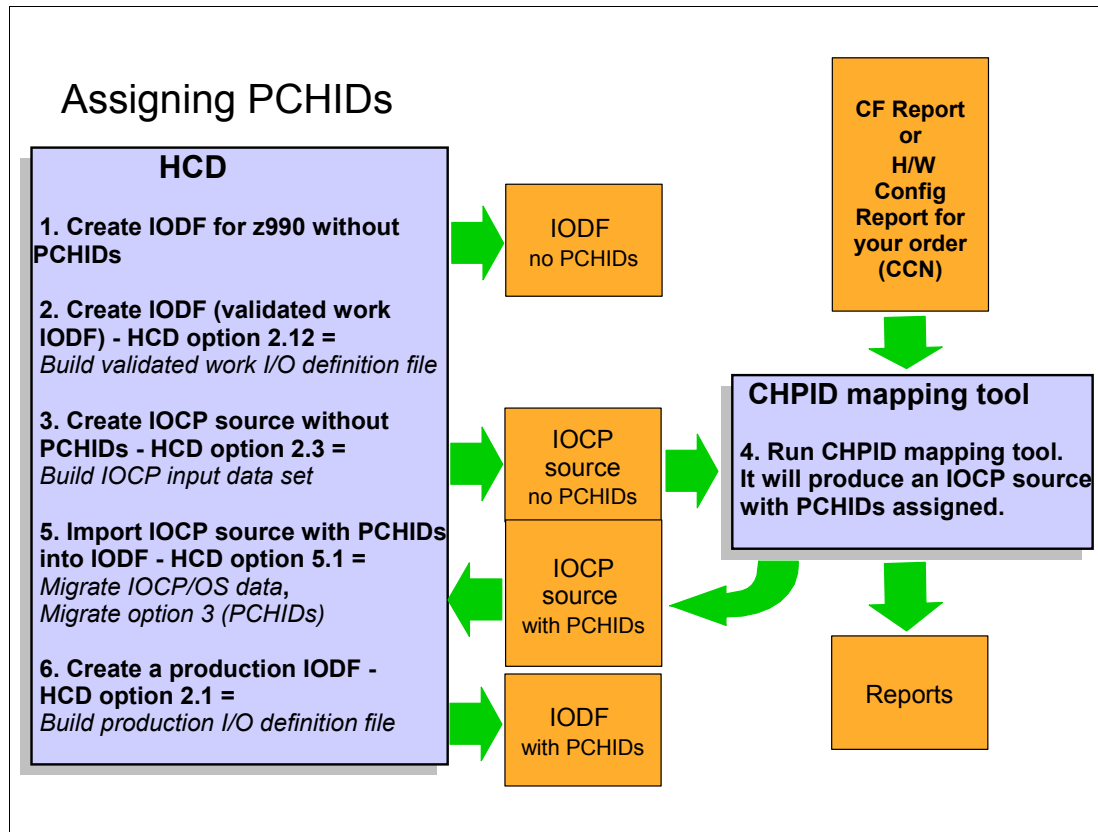 Assigning PCHIDs
HCD
1. Create IODF for z990 without
PCHIDs
2. Create IODF (validated work
IODF) - HCD option 2.12 =
Build validated work I/O definition file
3. Create IOCP source without
PCHIDs - HCD option 2.3 =
Build IOCP input data set
5. Import IOCP source with PCHIDs
into IODF - HCD option 5.1 =
Migrate IOCP/OS data,
Migrate option 3 (PCHIDs)
6. Create a production IODF -
HCD option 2.1 =
Build production I/O definition file
IODF
no PCHIDs
IOCP
source
no PCHIDs
IOCP
source
with PCHIDs
IODF
with PCHIDs
CF Report
or
H/W
Config
Report for
your order
(CCN)
CHPID mapping tool
4. Run CHPID mapping tool.
It will produce an IOCP source
with PCHIDs assigned.
Reports